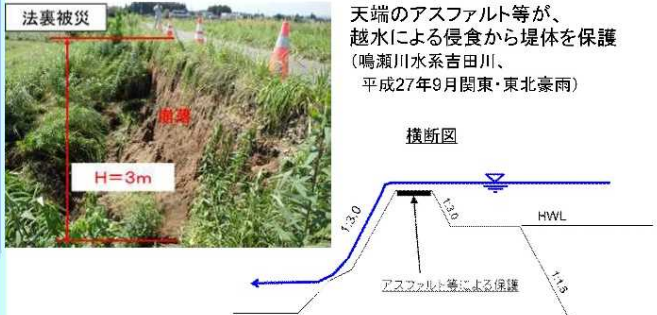 法裏被災
崩落
H=3m
天端のアスファルト等が、
越水による侵食から堤体を保護
(鳴瀬川水系吉田川、
平成27年9月関東・東北豪雨)
横断図
1:3.0
1:3.0
HWL
1:1.5
アスファルト等による保護